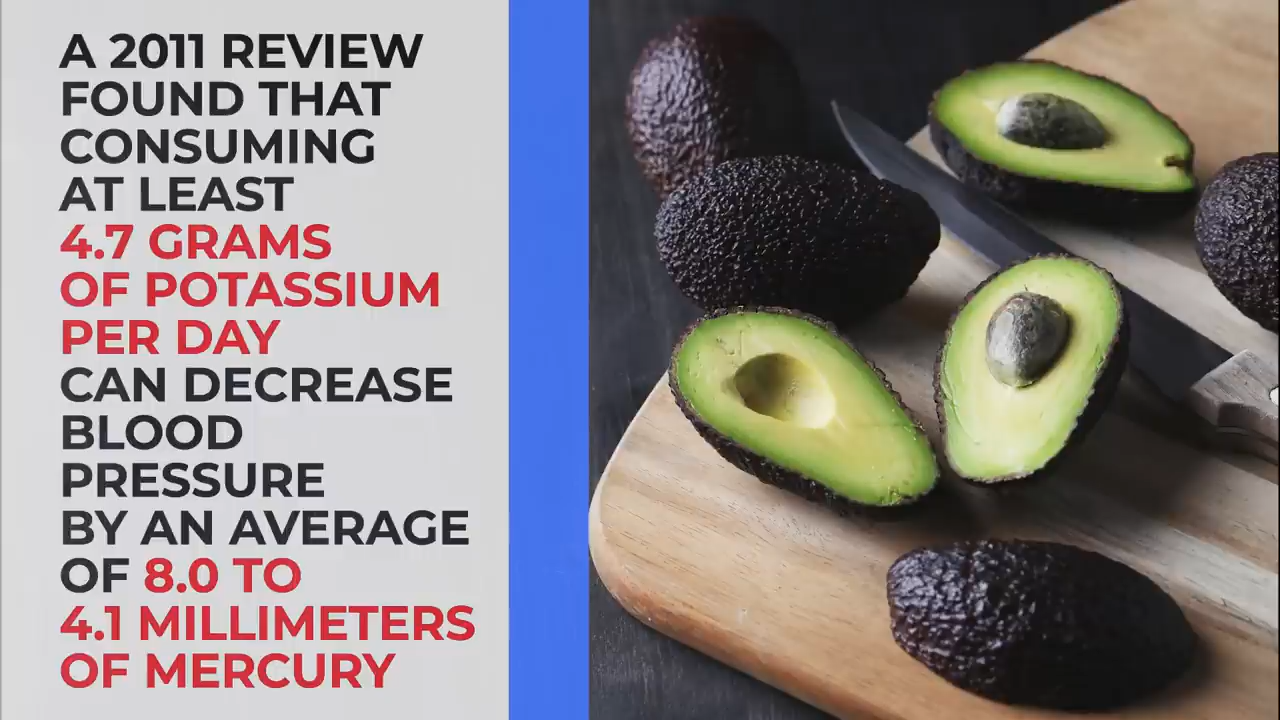 A 2011 REVIEW
FOUND THAT
CONSUMING
AT LEAST
4.7 GRAMS
OF POTASSIUM
PER DAY
CAN DECREASE
BLOOD
PRESSURE
BY AN AVERAGE
OF 8.0 TO
4.1 MILLIMETERS
OF MERCURY